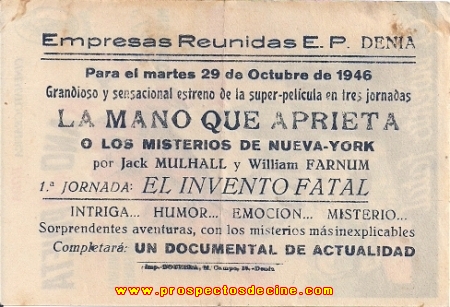 Empresas Reunidas E. P. DENIA
Para el martes 29 de Octubre de 1946
Grandioso y sensacional estreno de la super-película en tres jornadas
LA MANO QUE APRIETA
O LOS MISTERIOS DE NUEVA-YORK
por Jack MULHALL y William FARNUM
1.ª JORNADA: EL INVENTO FATAL
INTRIGA... HUMOR... EMOCION... MISTERIO...
Sorprendentes aventuras, con los misterios más inexplicables
Completará: UN DOCUMENTAL DE ACTUALIDAD
Imp. Campo, Denia
www.prospectosdecine.com